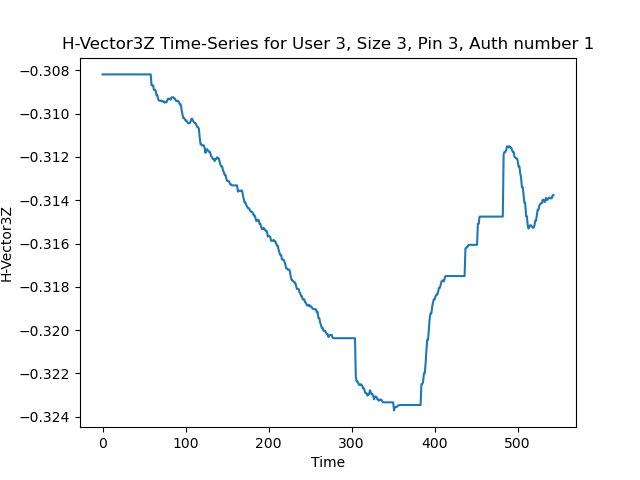 H-Vector3Z Time-Series for User 3, Size 3, Pin 3, Auth number 1
H-Vector3Z
−0.308
−0.310
−0.312
−0.314
−0.316
−0.318
−0.320
−0.322
−0.324
0 100 200 300 400 500
Time